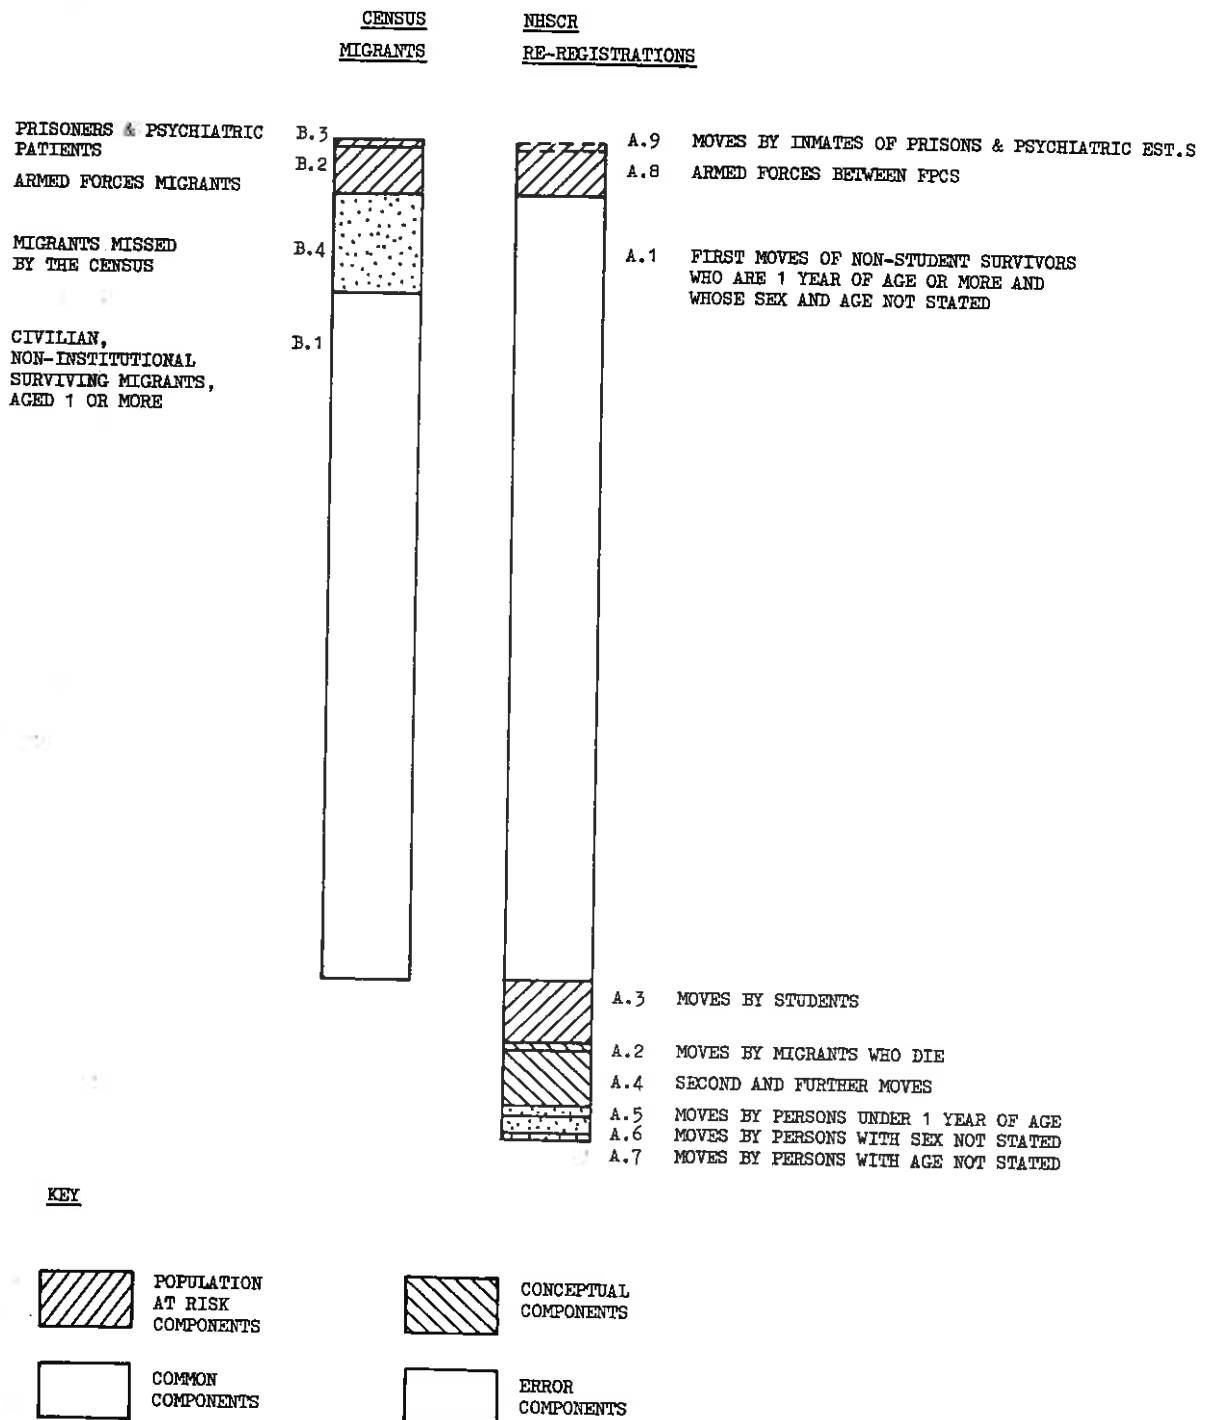 CENSUS
MIGRANTS
NHSCR
RE-REGISTRATIONS
PRISONERS & PSYCHIATRIC
PATIENTS
B.3
ARMED FORCES MIGRANTS
B.2
MIGRANTS MISSED
BY THE CENSUS
B.4
CIVILIAN,
NON-INSTITUTIONAL
SURVIVING MIGRANTS,
AGED 1 OR MORE
B.1
A.9 MOVES BY INMATES OF PRISONS & PSYCHIATRIC EST.S
A.8 ARMED FORCES BETWEEN FPCS
A.1 FIRST MOVES OF NON-STUDENT SURVIVORS
WHO ARE 1 YEAR OF AGE OR MORE AND
WHOSE SEX AND AGE NOT STATED
A.3 MOVES BY STUDENTS
A.2 MOVES BY MIGRANTS WHO DIE
A.4 SECOND AND FURTHER MOVES
A.5 MOVES BY PERSONS UNDER 1 YEAR OF AGE
A.6 MOVES BY PERSONS WITH SEX NOT STATED
A.7 MOVES BY PERSONS WITH AGE NOT STATED
KEY
POPULATION
AT RISK
COMPONENTS
CONCEPTUAL
COMPONENTS
COMMON
COMPONENTS
ERROR
COMPONENTS